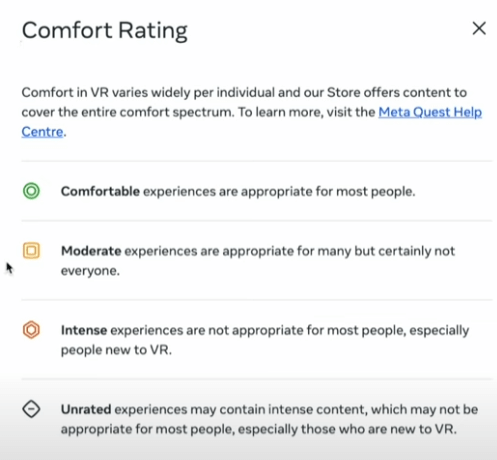 Comfort Rating
Comfort in VR varies widely per individual and our Store offers content to
cover the entire comfort spectrum. To learn more, visit the Meta Quest Help
Centre.
Comfortable experiences are appropriate for most people.
Moderate experiences are appropriate for many but certainly not
everyone.
Intense experiences are not appropriate for most people, especially
people new to VR.
Unrated experiences may contain intense content, which may not be
appropriate for most people, especially those who are new to VR.